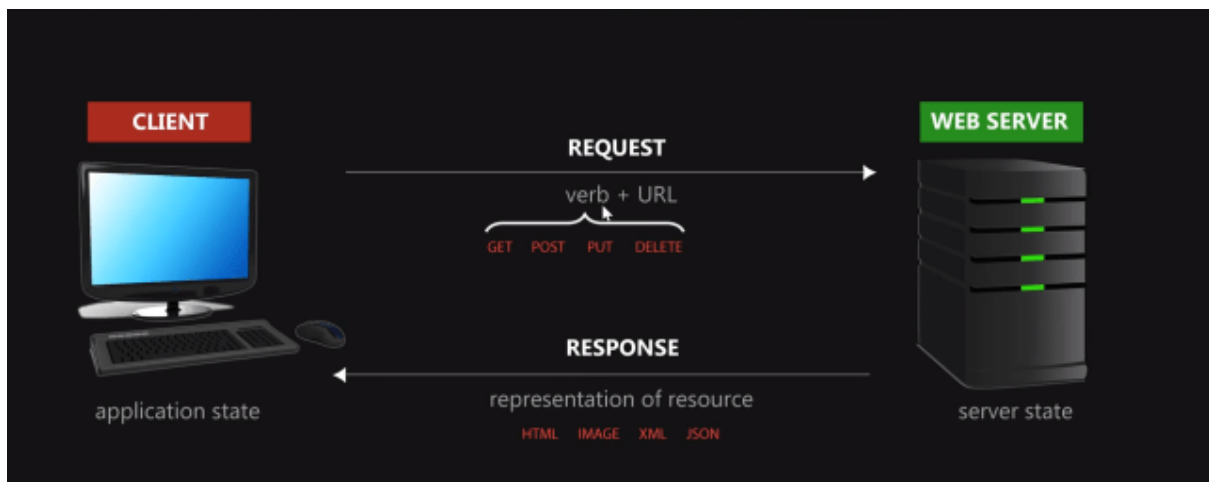 CLIENT
WEB SERVER
REQUEST
verb + URL
GET POST PUT DELETE
RESPONSE
representation of resource
HTML IMAGE XML JSON
application state
server state